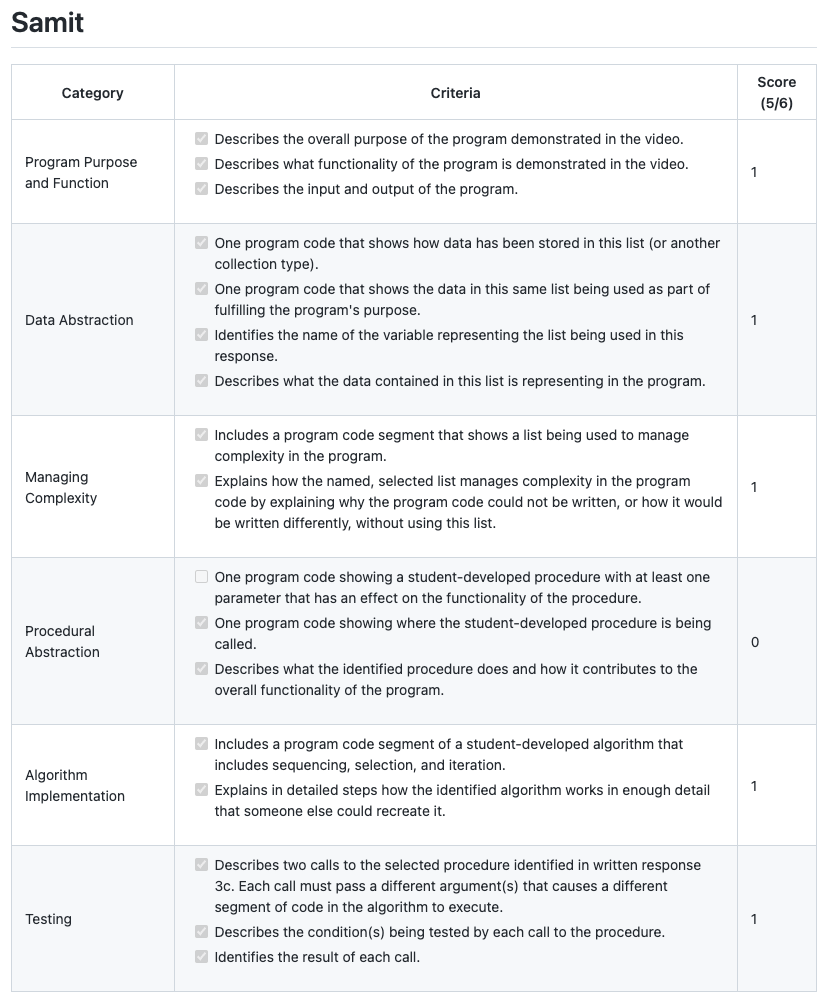 Samit
Category
Criteria
Score
(5/6)
Program Purpose
and Function
Describes the overall purpose of the program demonstrated in the video.
Describes what functionality of the program is demonstrated in the video.
Describes the input and output of the program.
1
Data Abstraction
One program code that shows how data has been stored in this list (or another
collection type).
One program code that shows the data in this same list being used as part of
fulfilling the program's purpose.
Identifies the name of the variable representing the list being used in this
response.
Describes what the data contained in this list is representing in the program.
1
Managing
Complexity
Includes a program code segment that shows a list being used to manage
complexity in the program.
Explains how the named, selected list manages complexity in the program
code by explaining why the program code could not be written, or how it would
be written differently, without using this list.
1
Procedural
Abstraction
One program code showing a student-developed procedure with at least one
parameter that has an effect on the functionality of the procedure.
One program code showing where the student-developed procedure is being
called.
Describes what the identified procedure does and how it contributes to the
overall functionality of the program.
0
Algorithm
Implementation
Includes a program code segment of a student-developed algorithm that
includes sequencing, selection, and iteration.
Explains in detailed steps how the identified algorithm works in enough detail
that someone else could recreate it.
1
Testing
Describes two calls to the selected procedure identified in written response
3c. Each call must pass a different argument(s) that causes a different
segment of code in the algorithm to execute.
Describes the condition(s) being tested by each call to the procedure.
Identifies the result of each call.
1